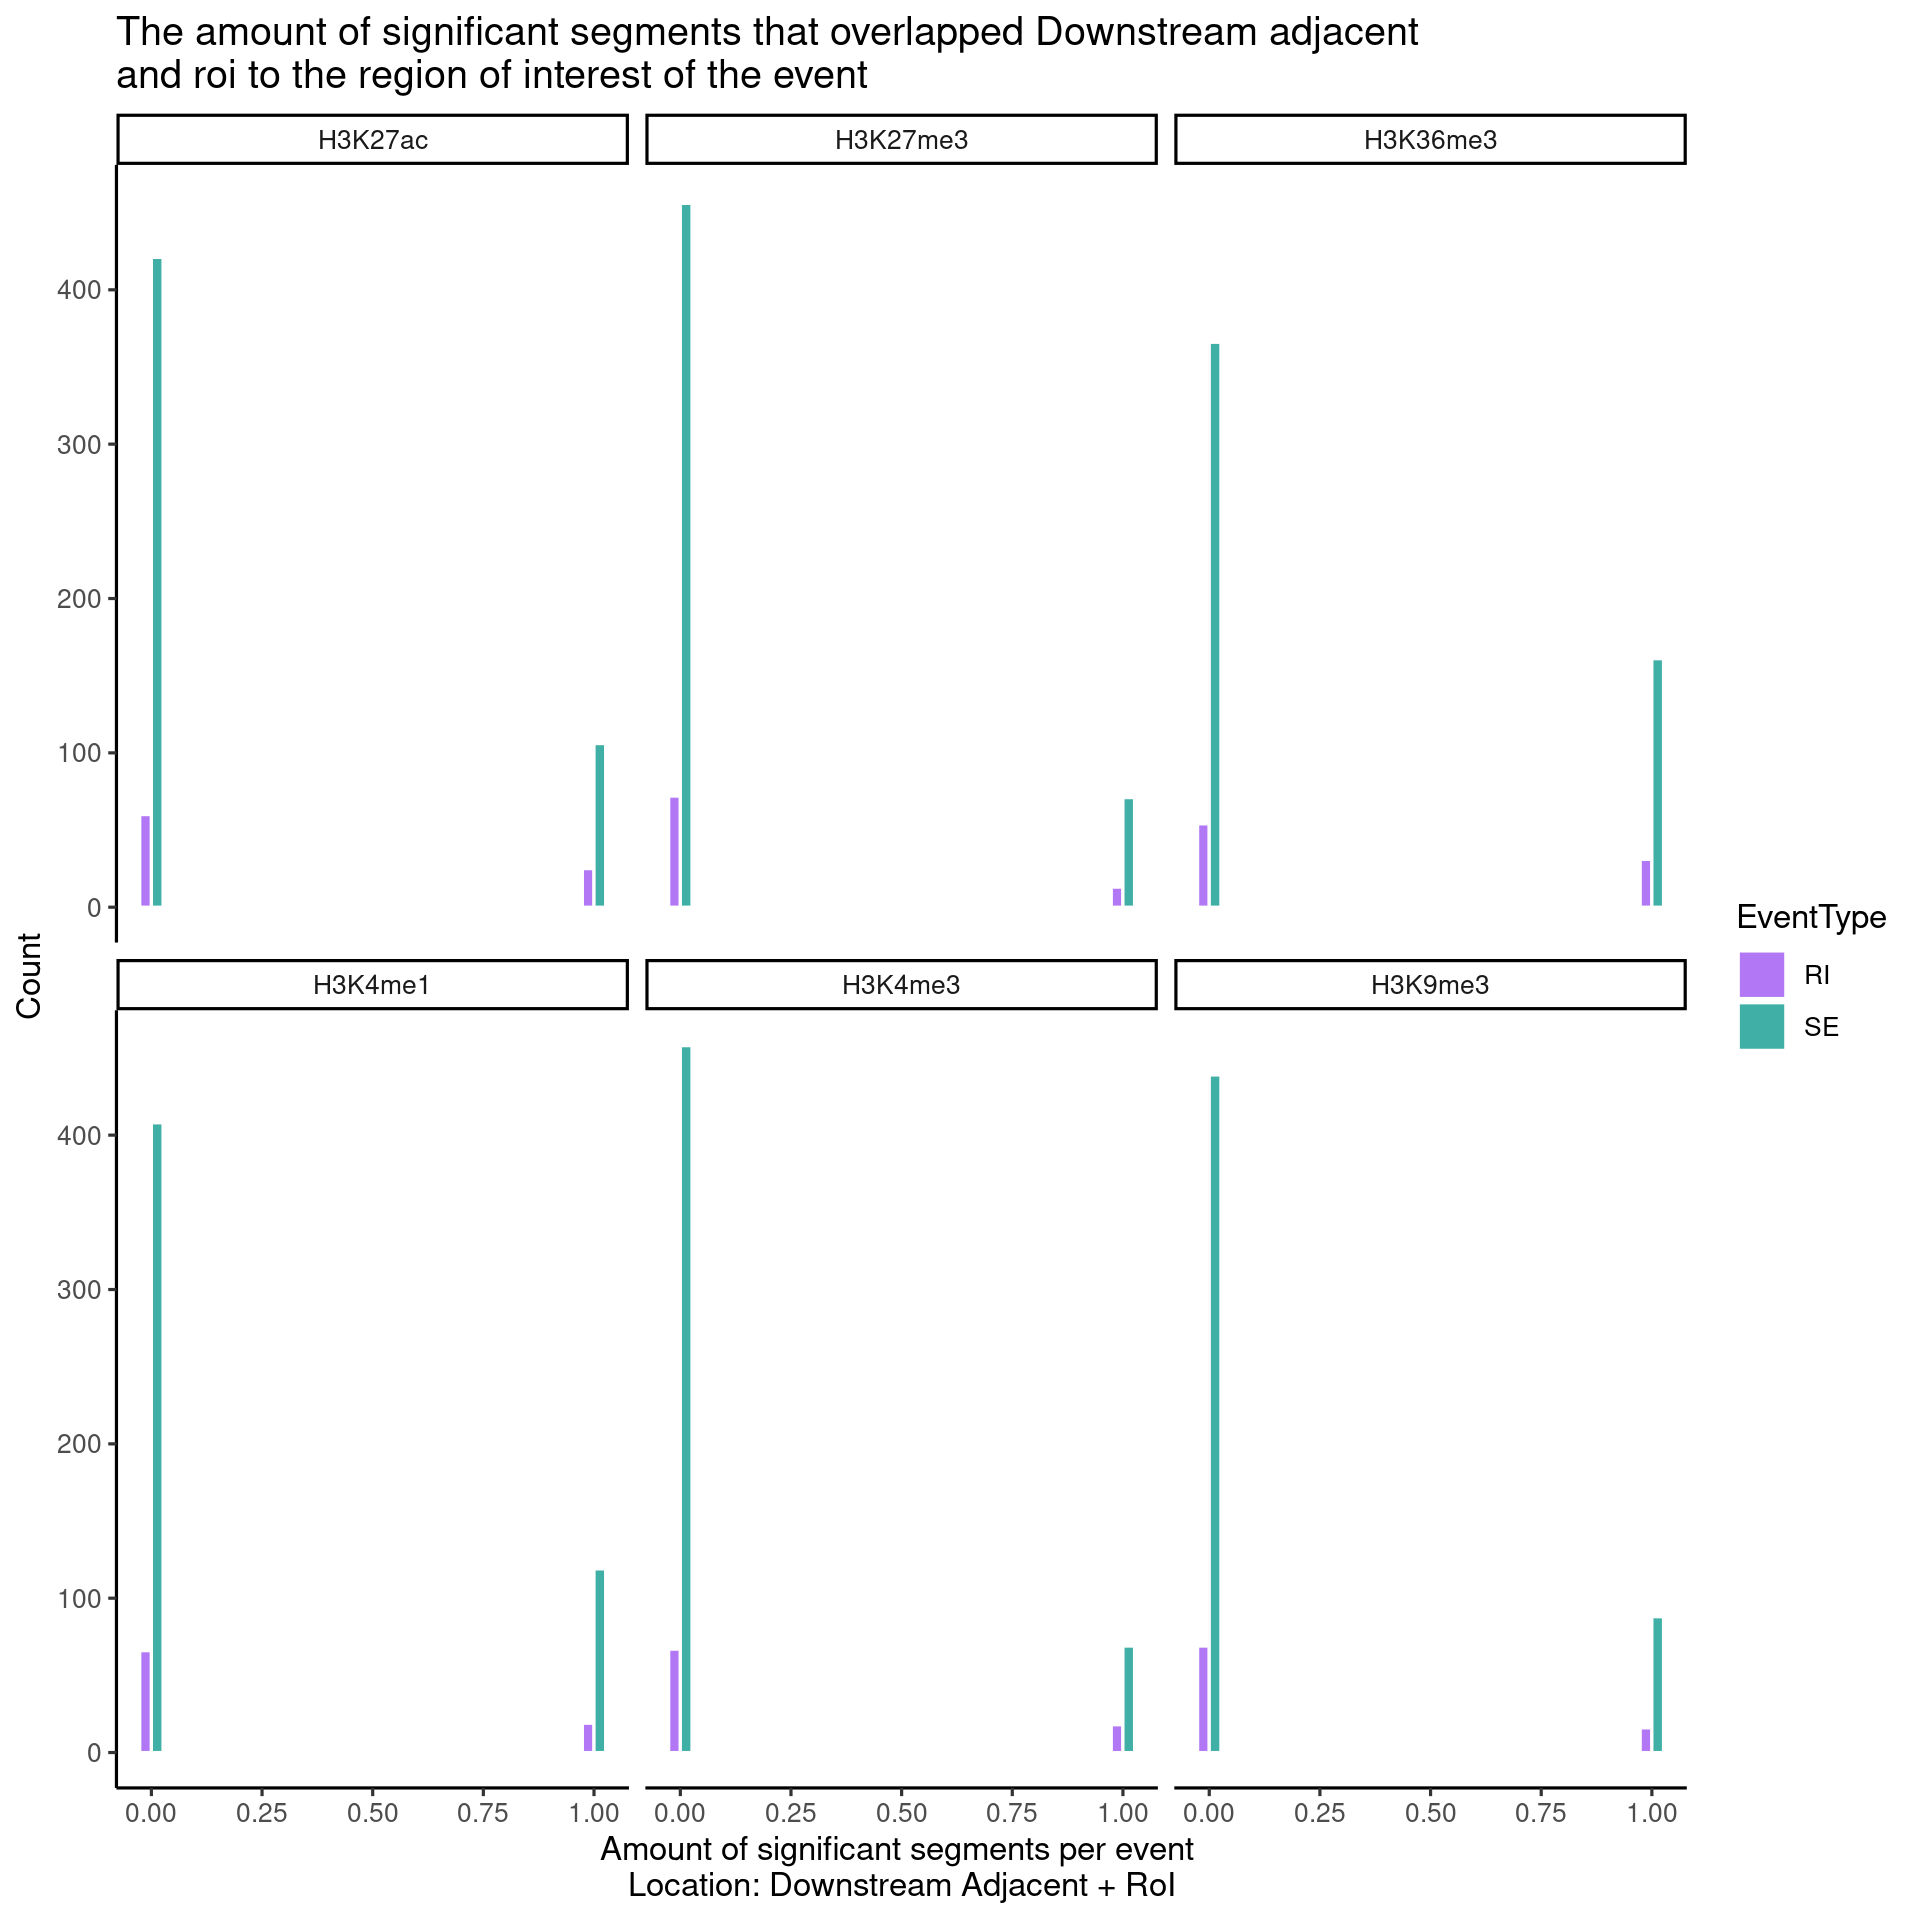 The amount of significant segments that overlapped Downstream adjacent
and roi to the region of interest of the event
H3K27ac H3K27me3 H3K36me3
400
300
200
100
0
Count
H3K4me1 H3K4me3 H3K9me3
400
300
200
100
0
0.00 0.25 0.50 0.75 1.00 0.00 0.25 0.50 0.75 1.00 0.00 0.25 0.50 0.75 1.00
Amount of significant segments per event
Location: Downstream Adjacent + RoI
EventType
RI
SE